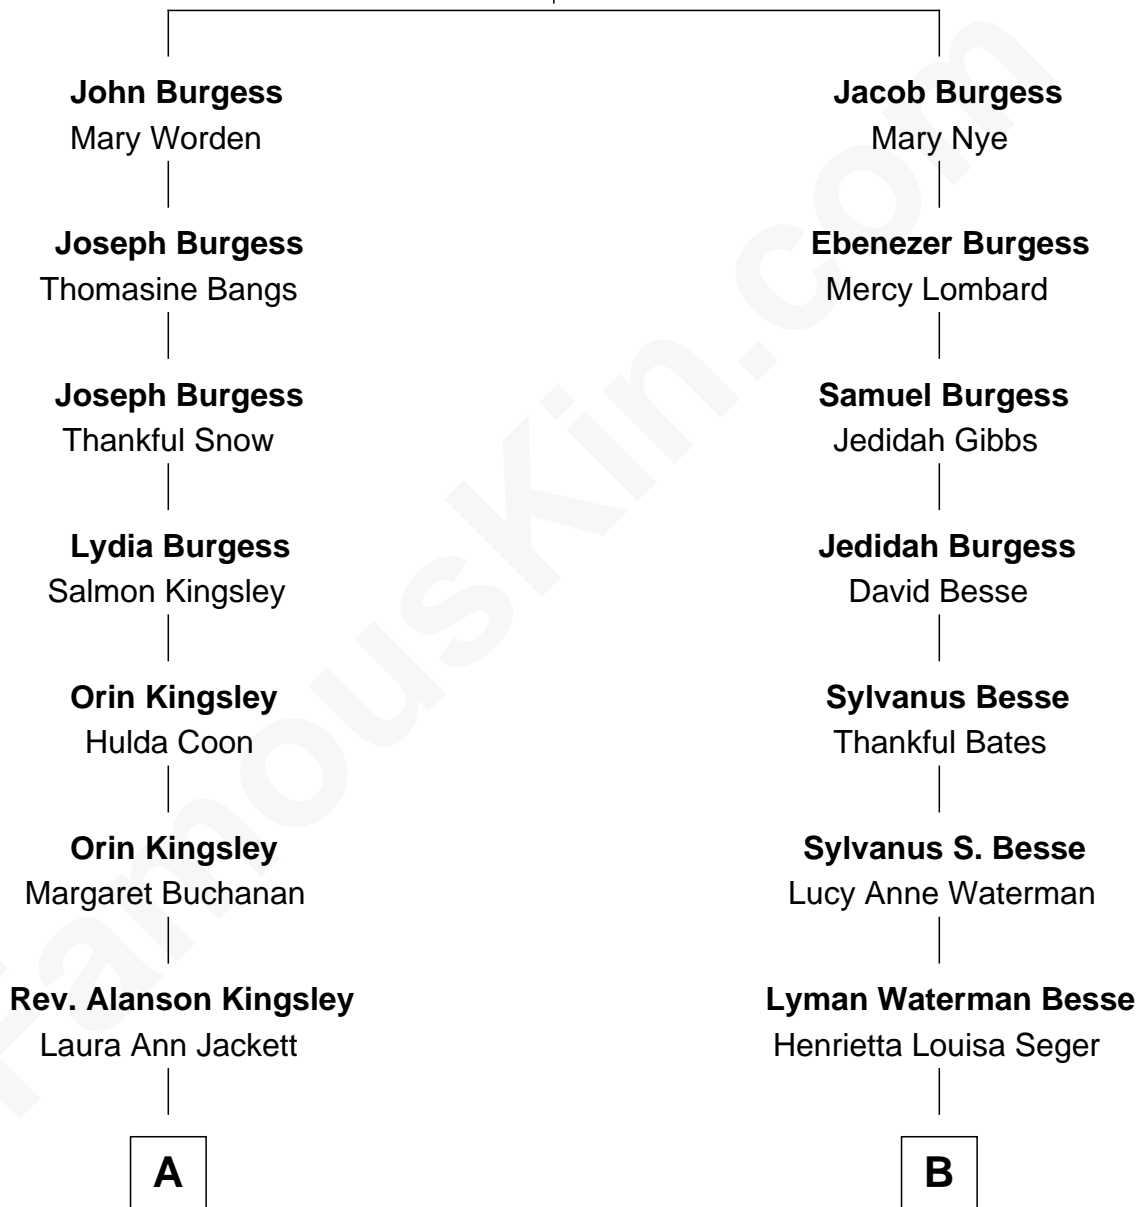 John Burgess
Mary Worden
Joseph Burgess
Thomasine Bangs
Joseph Burgess
Thankful Snow
Lydia Burgess
Salmon Kingsley
Orin Kingsley
Hulda Coon
Orin Kingsley
Margaret Buchanan
Rev. Alanson Kingsley
Laura Ann Jackett
A
Jacob Burgess
Mary Nye
Ebenezer Burgess
Mercy Lombard
Samuel Burgess
Jedidah Gibbs
Jedidah Burgess
David Besse
Sylvanus Besse
Thankful Bates
Sylvanus S. Besse
Lucy Anne Waterman
Lyman Waterman Besse
Henrietta Louisa Seger
B
FamousKin.com